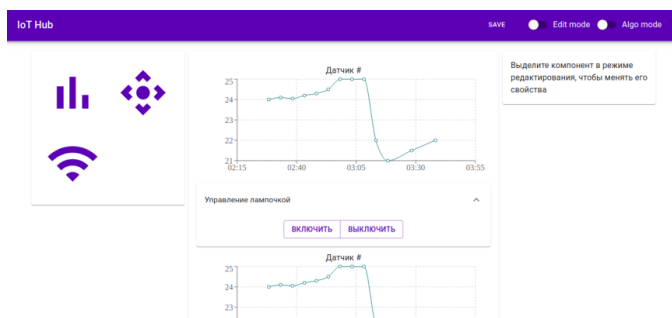 IoT Hub
SAVE
Edit mode
Algo mode
Датчик #
25
24
23
22
21
02:15
02:40
03:05
03:30
03:55
Управление лампочкой
ВКЛЮЧИТЬ
ВЫКЛЮЧИТЬ
Датчик #
25
24
23
Выделите компонент в режиме
редактирования, чтобы менять его
свойства